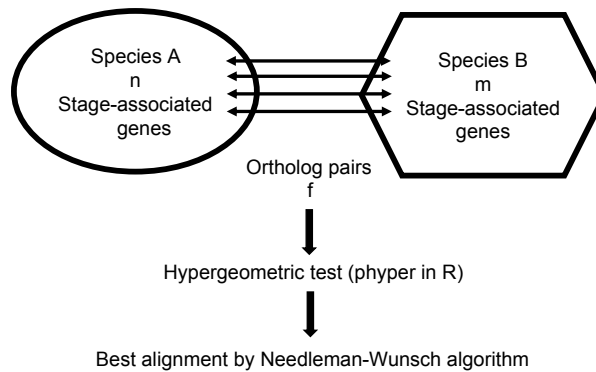 Species A
n
Stage-associated
genes
Species B
m
Stage-associated
genes
Ortholog pairs
f
Hypergeometric test (phyper in R)
Best alignment by Needleman-Wunsch algorithm